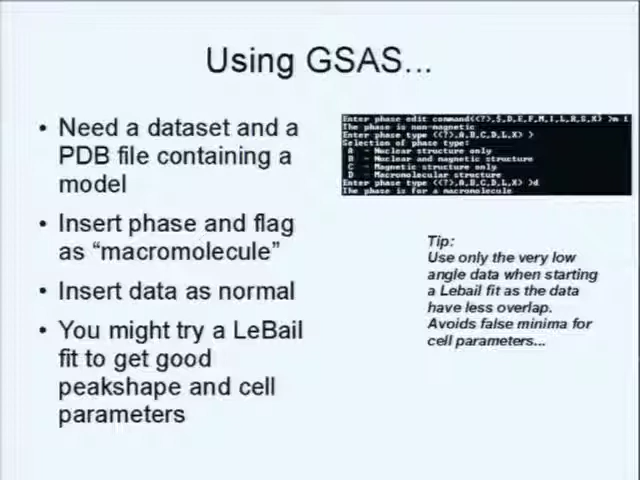 Using GSAS...
• Need a dataset and a
PDB file containing a
model
• Insert phase and flag
as “macromolecule”
• Insert data as normal
• You might try a LeBail
fit to get good
peakshape and cell
parameters
Enter phase edit command(<?>,$,D,E,F,M,I,L,R,S,X) >m 1
The phase is non-magnetic
Enter phase type (<?>,A,B,C,D,L,X) >
Selection of phase type:
A - Nuclear structure only
B - Nuclear and magnetic structure
C - Magnetic structure only
D - Macromolecular structure
Enter phase type (<?>,A,B,C,D,L,X) >d
The phase is for a macromolecule
Tip:
Use only the very low
angle data when starting
a Lebail fit as the data
have less overlap.
Avoids false minima for
cell parameters...